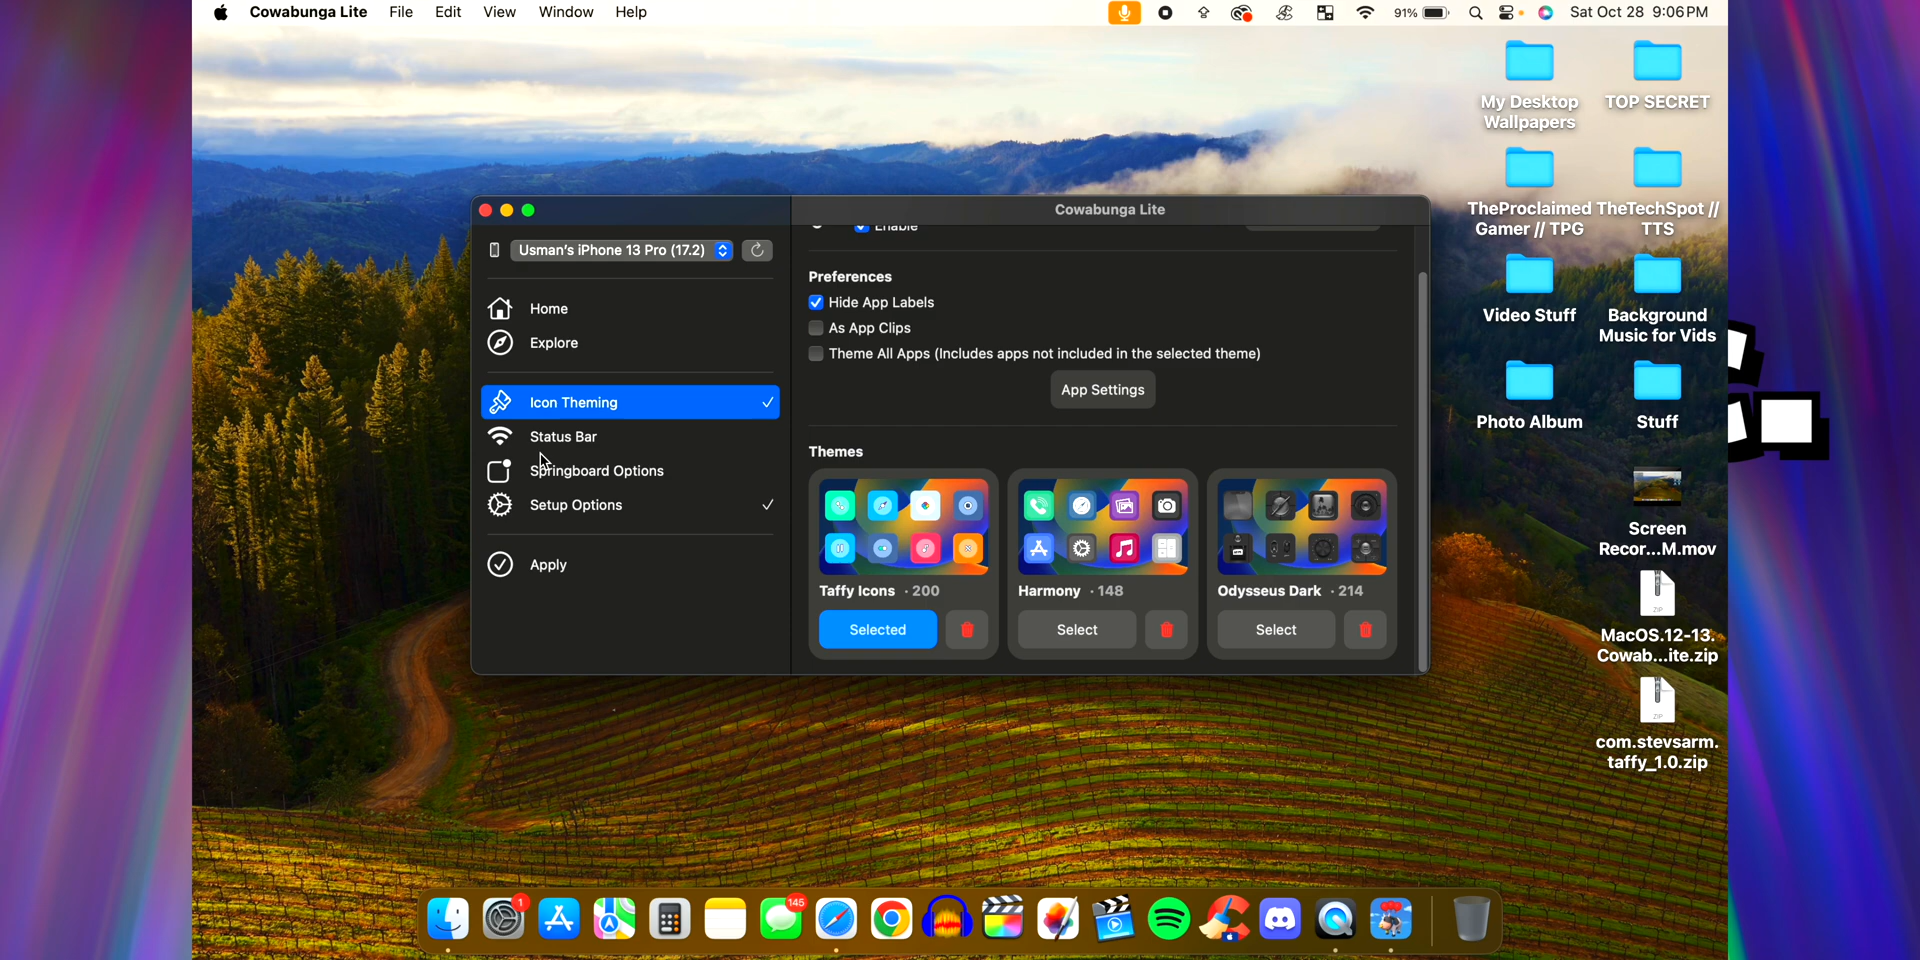 Cowabunga Lite File Edit View Window Help
91% Sat Oct 28 9:06 PM
My Desktop Wallpapers
TOP SECRET
TheProclaimed Gamer // TPG
TheTechSpot // TTS
Video Stuff
Background Music for Vids
Photo Album
Stuff
Screen Recor...M.mov
ZIP
MacOS.12-13. Cowab...ite.zip
ZIP
com.stevsarm. taffy_1.0.zip
Cowabunga Lite
Usman's iPhone 13 Pro (17.2)
Home
Explore
Icon Theming
Status Bar
Springboard Options
Setup Options
Apply
Enable
Preferences
Hide App Labels
As App Clips
Theme All Apps (Includes apps not included in the selected theme)
App Settings
Themes
Taffy Icons · 200
Selected
Harmony · 148
Select
Odysseus Dark · 214
Select
1
145